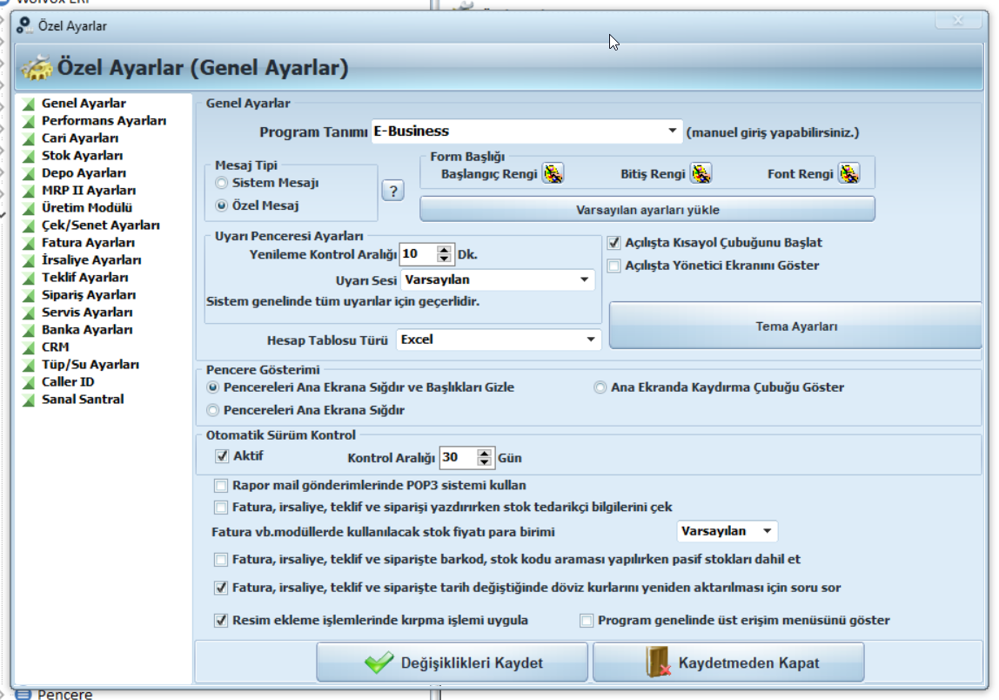 Özel Ayarlar
Özel Ayarlar (Genel Ayarlar)
Genel Ayarlar
Performans Ayarları
Cari Ayarları
Stok Ayarları
Depo Ayarları
MRP II Ayarları
Üretim Modülü
Çek/Senet Ayarları
Fatura Ayarları
İrsaliye Ayarları
Teklif Ayarları
Sipariş Ayarları
Servis Ayarları
Banka Ayarları
CRM
Tüp/Su Ayarları
Caller ID
Sanal Santral
Genel Ayarlar
Program Tanımı E-Business (manuel giriş yapabilirsiniz.)
Mesaj Tipi
Sistem Mesajı
Özel Mesaj
?
Form Başlığı
Başlangıç Rengi Bitiş Rengi Font Rengi
Varsayılan ayarları yükle
Uyarı Penceresi Ayarları
Yenileme Kontrol Aralığı 10 Dk.
Uyarı Sesi Varsayılan
Sistem genelinde tüm uyarılar için geçerlidir.
Açılışta Kısayol Çubuğunu Başlat
Açılışta Yönetici Ekranını Göster
Hesap Tablosu Türü Excel
Tema Ayarları
Pencere Gösterimi
Pencereleri Ana Ekrana Sığdır ve Başlıkları Gizle Ana Ekranda Kaydırma Çubuğu Göster
Pencereleri Ana Ekrana Sığdır
Otomatik Sürüm Kontrol
Aktif Kontrol Aralığı 30 Gün
Rapor mail gönderimlerinde POP3 sistemi kullan
Fatura, irsaliye, teklif ve siparişi yazdırırken stok tedarikçi bilgilerini çek
Fatura vb.modüllerde kullanılacak stok fiyatı para birimi Varsayılan
Fatura, irsaliye, teklif ve siparişte barkod, stok kodu araması yapılırken pasif stokları dahil et
Fatura, irsaliye, teklif ve siparişte tarih değiştiğinde döviz kurlarını yeniden aktarılması için soru sor
Resim ekleme işlemlerinde kırpma işlemi uygula Program genelinde üst erişim menüsünü göster
Değişiklikleri Kaydet Kaydetmeden Kapat
Pencere